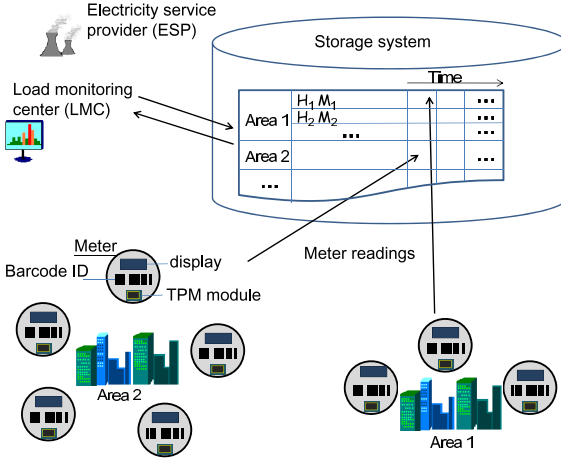 Electricity service
provider (ESP)
Storage system
Time
Load monitoring
center (LMC)
H1 M1
...
Area 1
H2 M2
...
...
...
Area 2
...
...
Meter
display
Meter readings
Barcode ID
TPM module
Area 2
Area 1